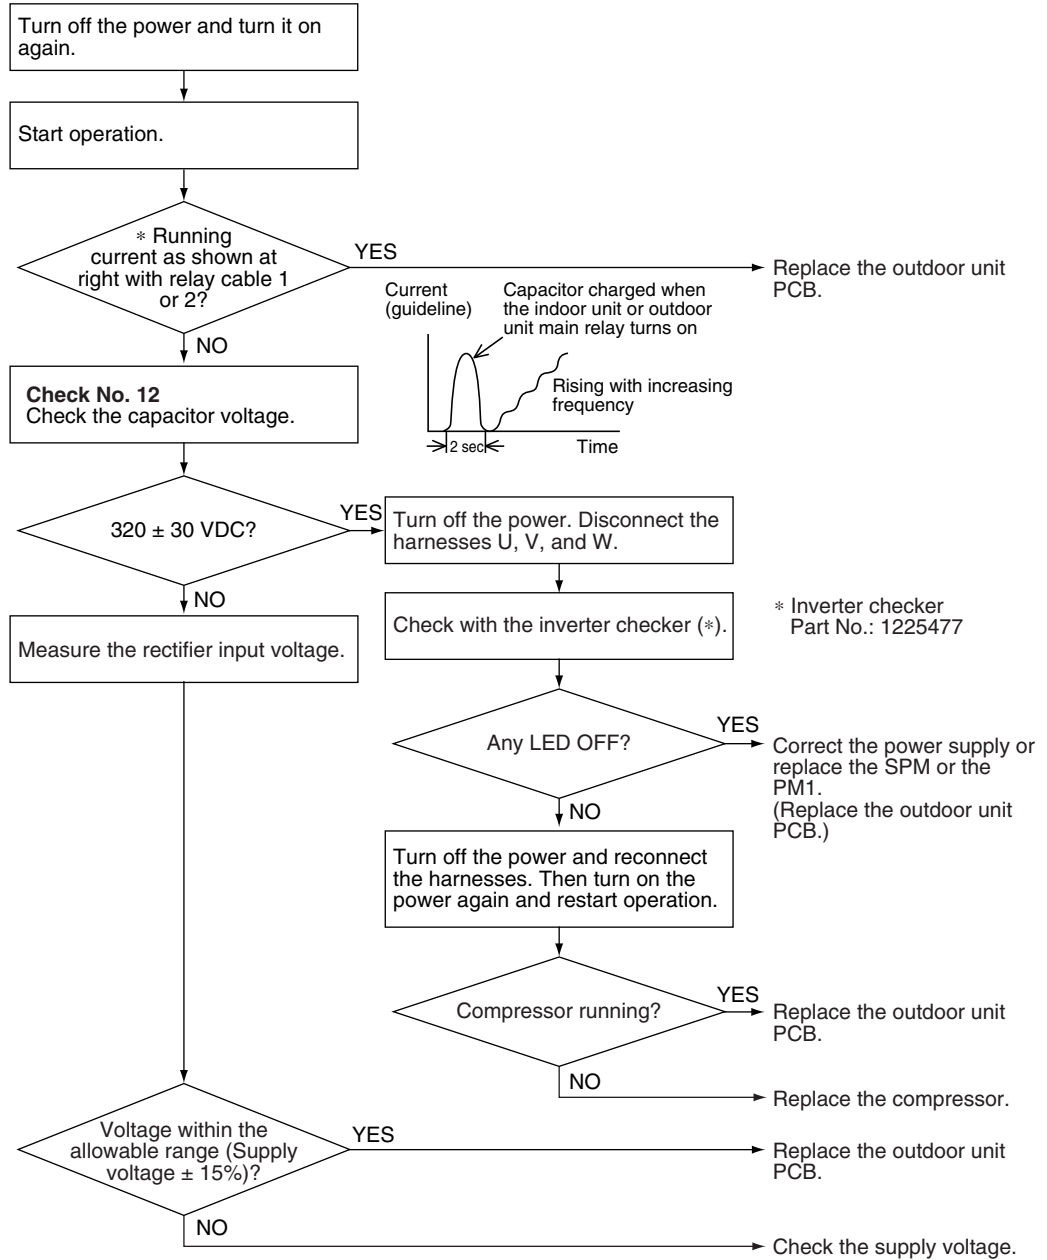 Turn off the power and turn it on
again.
Start operation.
∗ Running
current as shown at
right with relay cable 1
or 2?
YES
Replace the outdoor unit
PCB.
NO
Current
(guideline)
Capacitor charged when
the indoor unit or outdoor
unit main relay turns on
Rising with increasing
frequency
2 sec
Time
Check No. 12
Check the capacitor voltage.
320 ± 30 VDC?
YES
Turn off the power. Disconnect the
harnesses U, V, and W.
NO
Check with the inverter checker (∗).
∗ Inverter checker
Part No.: 1225477
Measure the rectifier input voltage.
Any LED OFF?
YES
Correct the power supply or
replace the SPM or the
PM1.
(Replace the outdoor unit
PCB.)
NO
Turn off the power and reconnect
the harnesses. Then turn on the
power again and restart operation.
Compressor running?
YES
Replace the outdoor unit
PCB.
NO
Replace the compressor.
Voltage within the
allowable range (Supply
voltage ± 15%)?
YES
Replace the outdoor unit
PCB.
NO
Check the supply voltage.